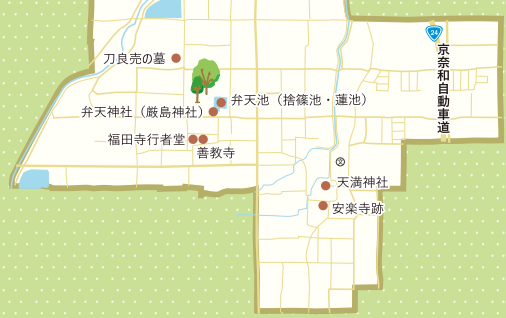 24
京奈和自動車道
刀良売の墓
弁天池（捨篠池・蓮池）
弁天神社（厳島神社）
福田寺行者堂
善教寺
文
天満神社
安楽寺跡